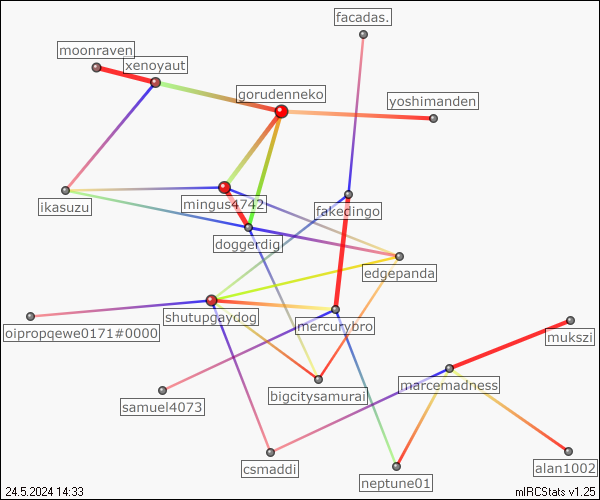 facadas.
moonraven
xenoyaut
gorudenneko
yoshimanden
ikasuzu
mingus4742
fakedingo
doggerdig
edgepanda
shutupgaydog
mercurybro
oipropqewe0171#0000
mukszi
marcemadness
bigcitysamurai
samuel4073
csmaddi
neptune01
alan1002
24.5.2024 14:33
mIRCStats v1.25